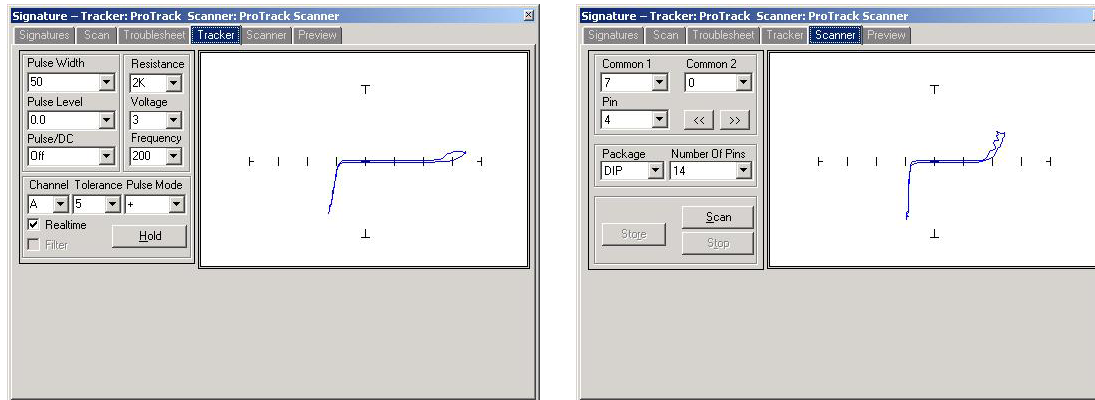 Signature – Tracker: ProTrack Scanner: ProTrack Scanner
Signatures Scan Troublesheet Tracker Scanner Preview
Pulse Width Resistance
50 2K
Pulse Level Voltage
0.0 3
Pulse/DC Frequency
Off 200
Channel Tolerance Pulse Mode
A 5 +
Realtime
Filter
Hold
Signature – Tracker: ProTrack Scanner: ProTrack Scanner
Signatures Scan Troublesheet Tracker Scanner Preview
Common 1 Common 2
7 0
Pin
4 << >>
Package Number Of Pins
DIP 14
Scan
Store
Stop